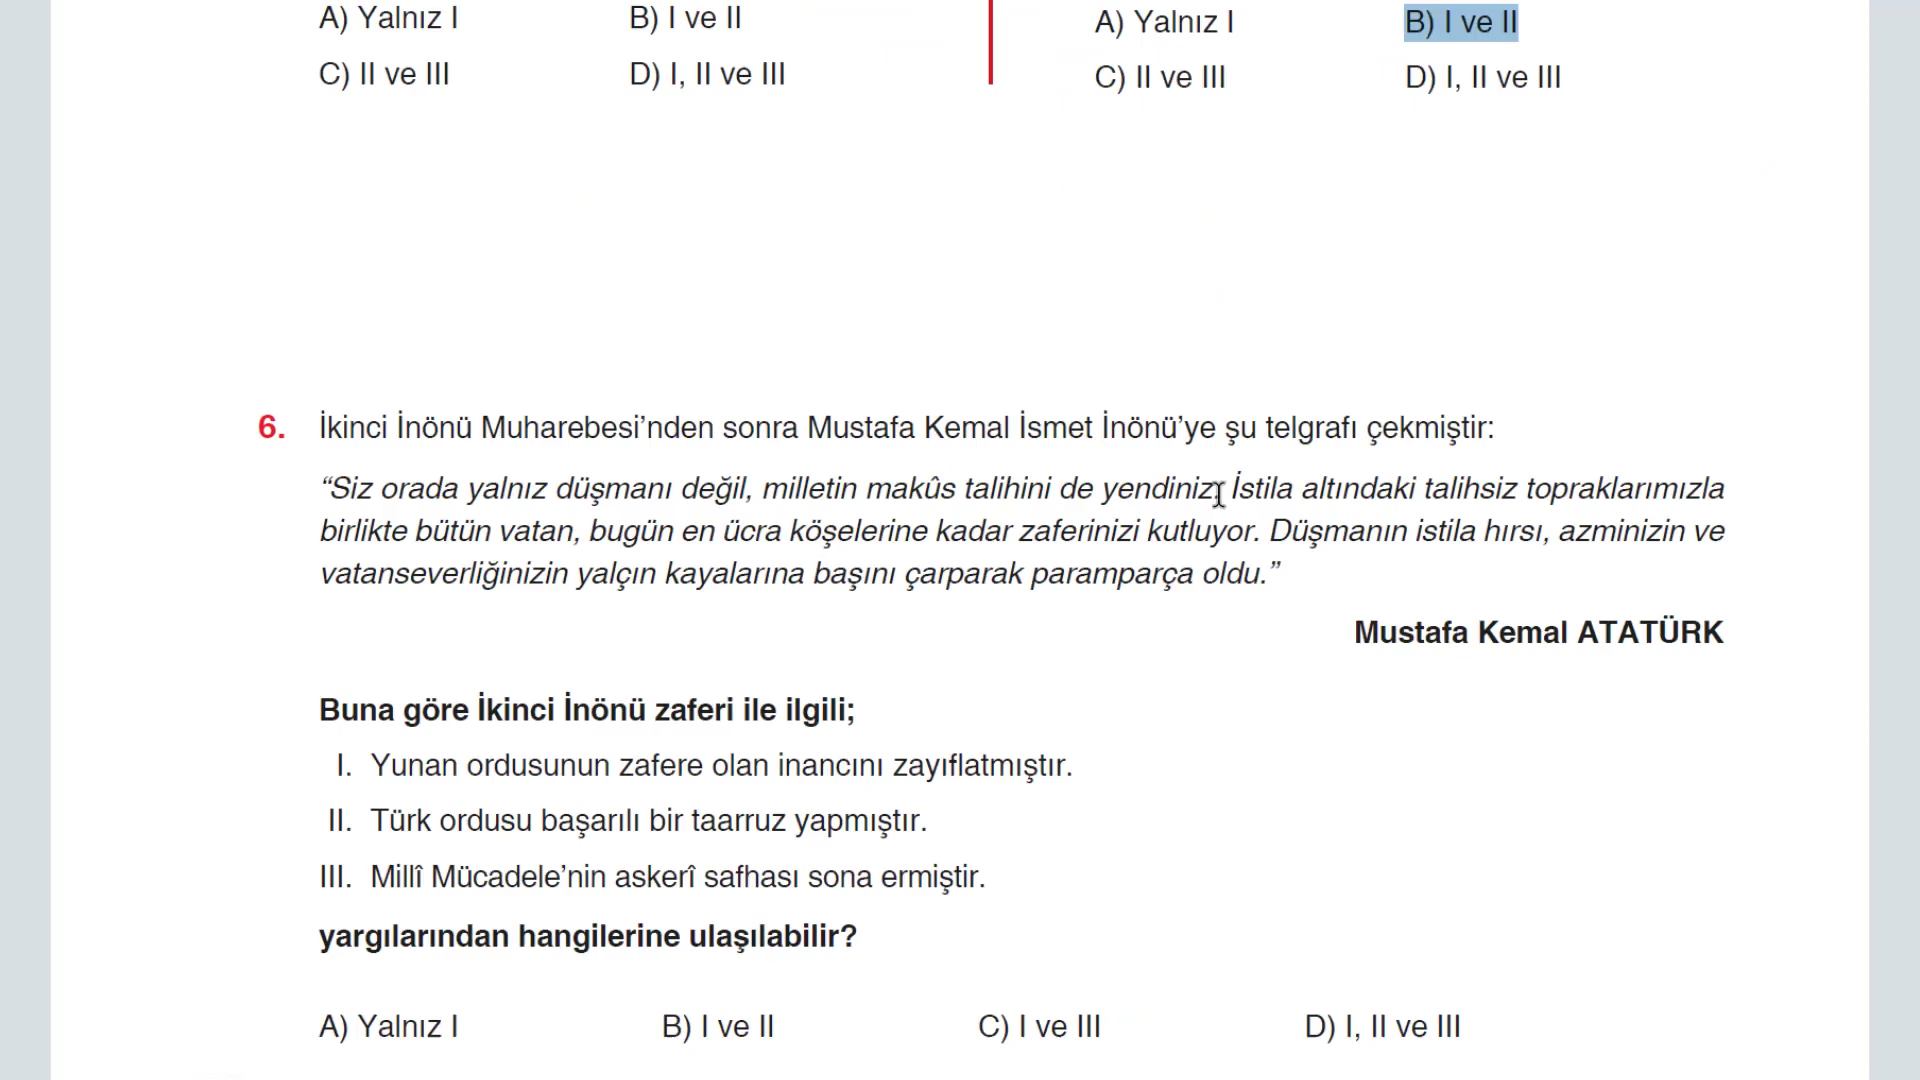 A) Yalnız I B) I ve II
C) II ve III D) I, II ve III
A) Yalnız I B) I ve II
C) II ve III D) I, II ve III
6. İkinci İnönü Muharebesi’nden sonra Mustafa Kemal İsmet İnönü’ye şu telgrafı çekmiştir:
“Siz orada yalnız düşmanı değil, milletin makûs talihini de yendiniz. İstila altındaki talihsiz topraklarımızla
birlikte bütün vatan, bugün en ücra köşelerine kadar zaferinizi kutluyor. Düşmanın istila hırsı, azminizin ve
vatanseverliğinizin yalçın kayalarına başını çarparak paramparça oldu.”
Mustafa Kemal ATATÜRK
Buna göre İkinci İnönü zaferi ile ilgili;
I. Yunan ordusunun zafere olan inancını zayıflatmıştır.
II. Türk ordusu başarılı bir taarruz yapmıştır.
III. Millî Mücadele’nin askerî safhası sona ermiştir.
yargılarından hangilerine ulaşılabilir?
A) Yalnız I B) I ve II C) I ve III D) I, II ve III